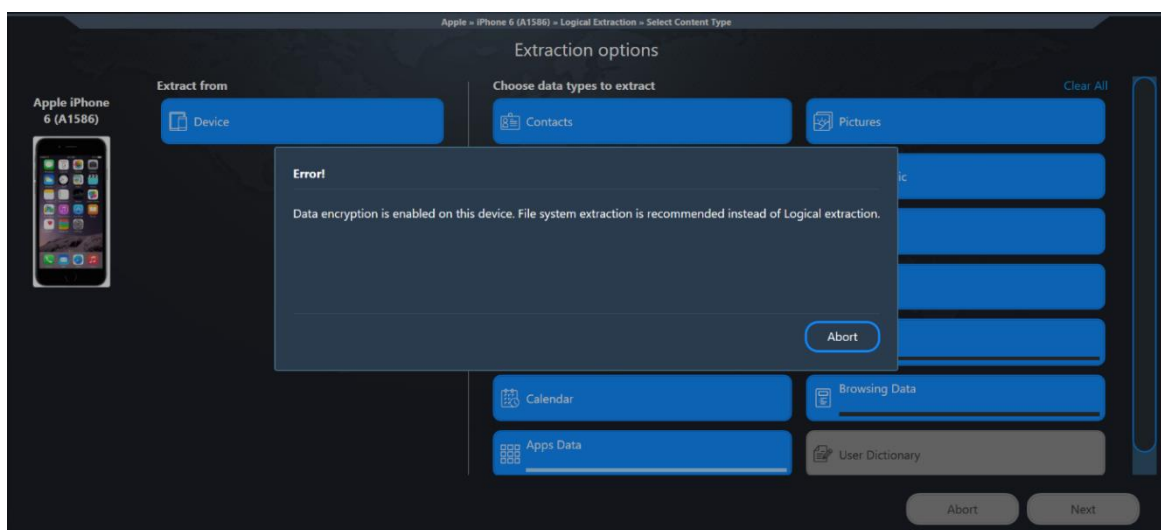 Apple » iPhone 6 (A1586) » Logical Extraction » Select Content Type
Extraction options
Extract from
Choose data types to extract
Clear All
Apple iPhone
6 (A1586)
Device
Contacts
Pictures
Error!
ic
Data encryption is enabled on this device. File system extraction is recommended instead of Logical extraction.
Abort
Calendar
Browsing Data
Apps Data
User Dictionary
Abort
Next